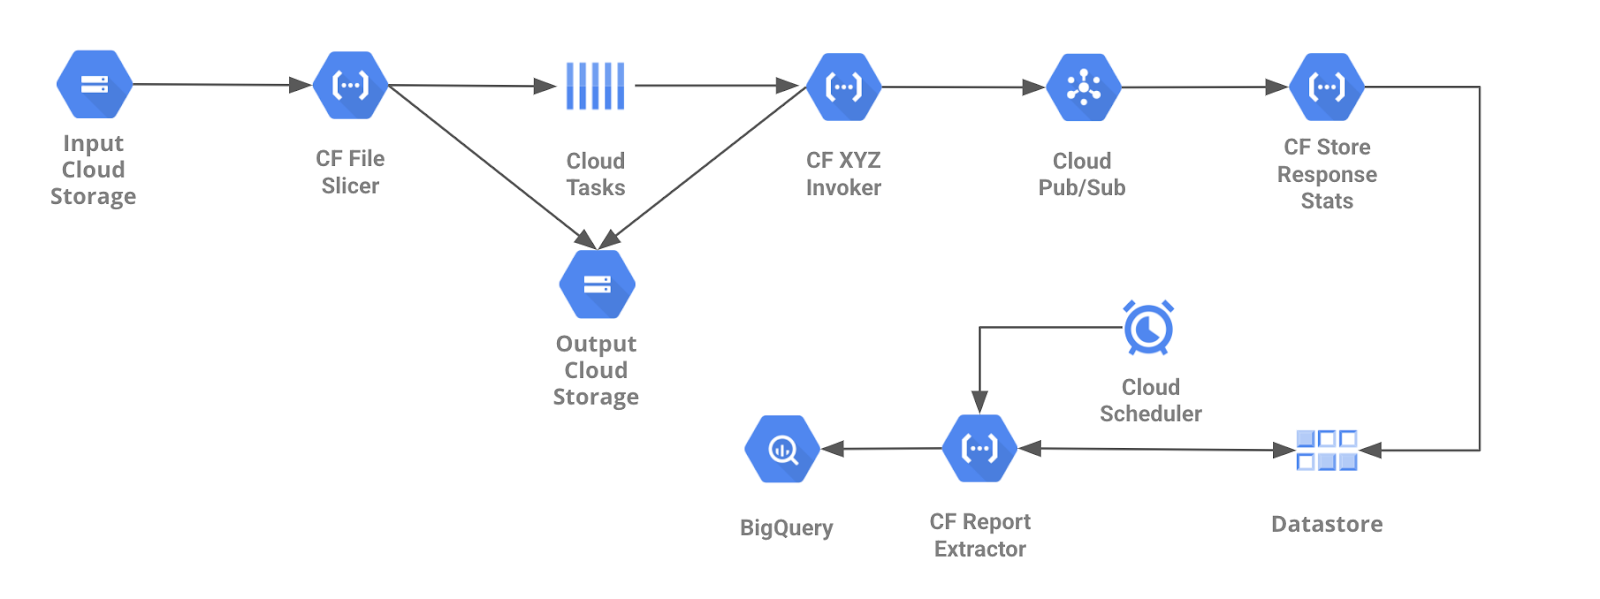 Input
Cloud
Storage
CF File
Slicer
Cloud
Tasks
CF XYZ
Invoker
Cloud
Pub/Sub
CF Store
Response
Stats
Output
Cloud
Storage
Cloud
Scheduler
BigQuery
CF Report
Extractor
Datastore